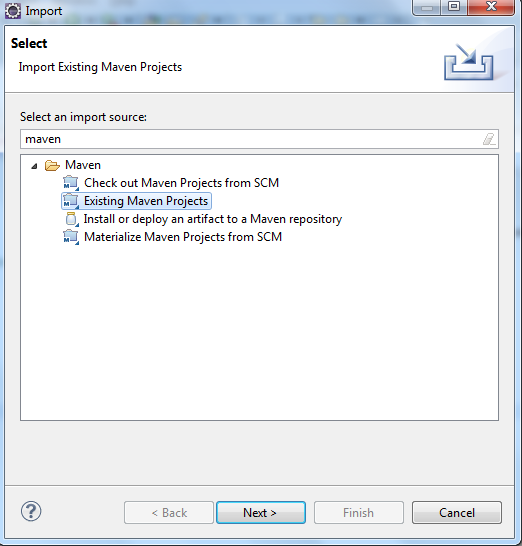 Import
Select
Import Existing Maven Projects
Select an import source:
maven
Maven
Check out Maven Projects from SCM
Existing Maven Projects
Install or deploy an artifact to a Maven repository
Materialize Maven Projects from SCM
? < Back Next > Finish Cancel